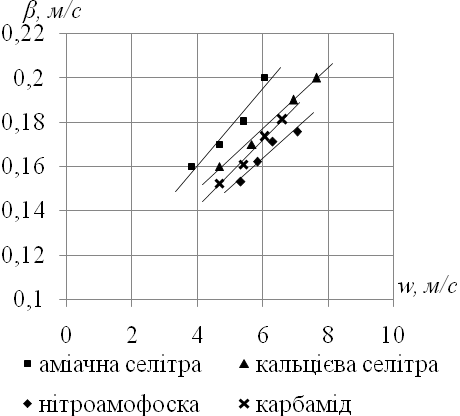 β, м/с
0,22
0,2
0,18
0,16
0,14
0,12
0,1
w, м/с
0 2 4 6 8 10
аміачна селітра кальцієва селітра
нітроамофоска карбамід